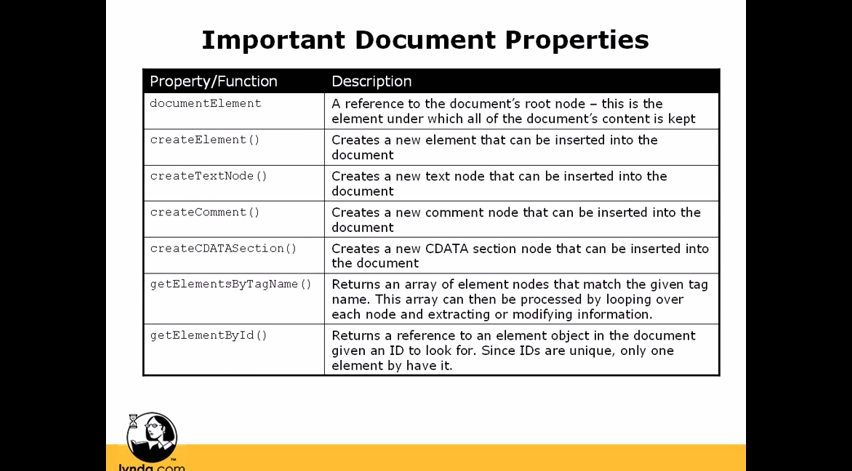 Important Document Properties
Property/Function Description
documentElement A reference to the document's root node – this is the
element under which all of the document's content is kept
createElement() Creates a new element that can be inserted into the
document
createTextNode() Creates a new text node that can be inserted into the
document
createComment() Creates a new comment node that can be inserted into the
document
createCDATASection() Creates a new CDATA section node that can be inserted into
the document
getElementsByTagName() Returns an array of element nodes that match the given tag
name. This array can then be processed by looping over
each node and extracting or modifying information.
getElementById() Returns a reference to an element object in the document
given an ID to look for. Since IDs are unique, only one
element by have it.
lynda.com